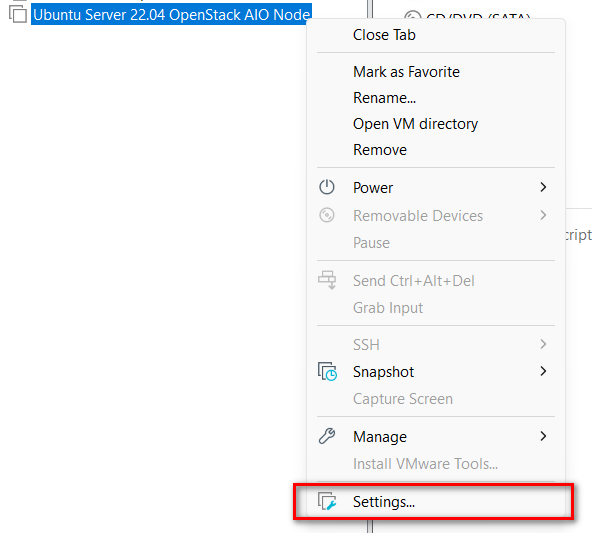 Ubuntu Server 22.04 OpenStack AIO Node
CD/DVD (SATA)
Close Tab
Mark as Favorite
Rename...
Open VM directory
Remove
Power
Removable Devices
cript
Pause
Send Ctrl+Alt+Del
Grab Input
SSH
Snapshot
Capture Screen
Manage
Install VMware Tools...
Settings...